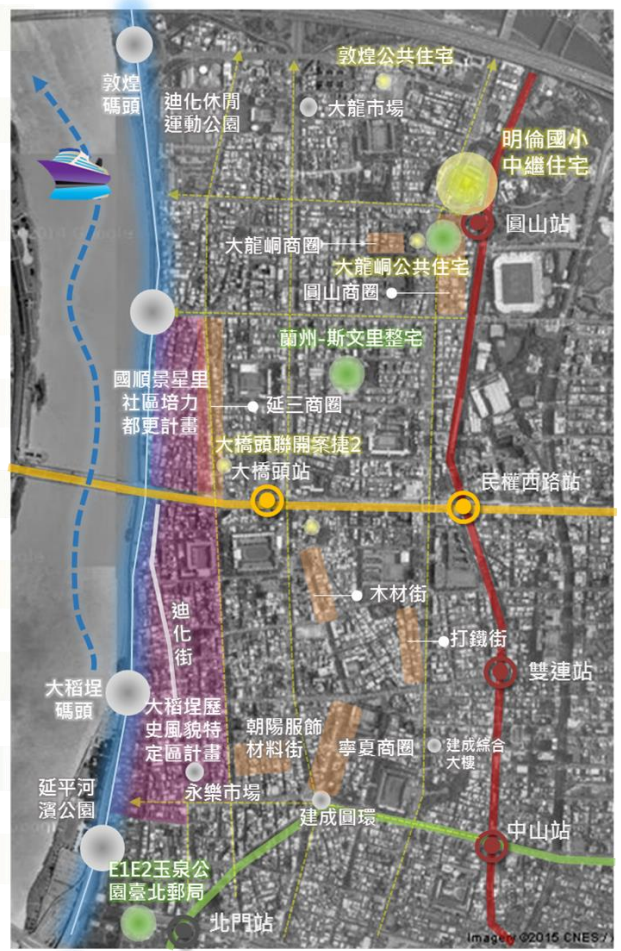 敦煌公共住宅
敦煌
碼頭
迪化休閒
運動公園
大龍市場
明倫國小
中繼住宅
圓山站
大龍峒商圈
大龍峒公共住宅
圓山商圈
蘭州-斯文里整宅
國順景星里
社區培力
都更計畫
延三商圈
大橋頭聯開案捷2
大橋頭站
民權西路站
木材街
迪化街
打鐵街
雙連站
大稻埕
碼頭
大稻埕歷
史風貌特
定區計畫
朝陽服飾
材料街
寧夏商圈
建成綜合
大樓
永樂市場
延平河
濱公園
建成圓環
中山站
E1E2玉泉公
園臺北郵局
北門站
Imagery ©2015 CNES /